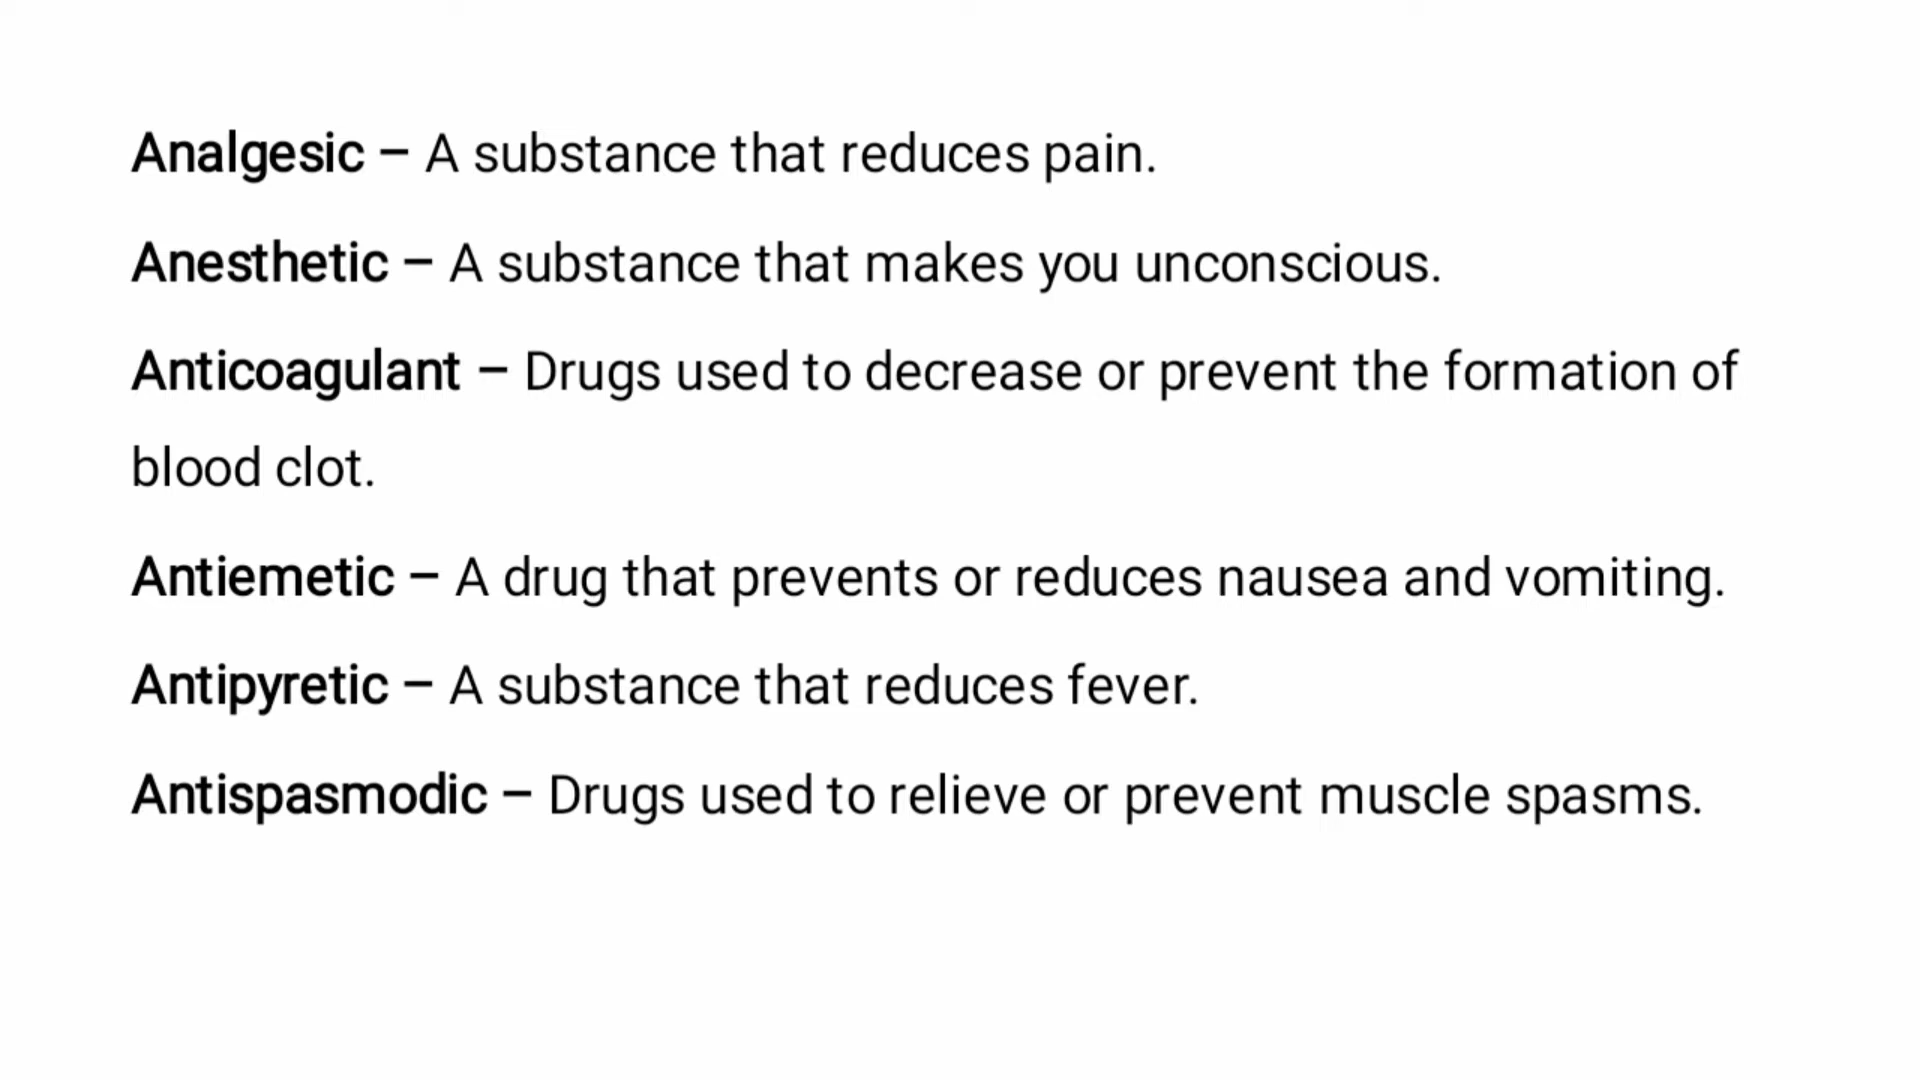 Analgesic – A substance that reduces pain.
Anesthetic – A substance that makes you unconscious.
Anticoagulant – Drugs used to decrease or prevent the formation of
blood clot.
Antiemetic – A drug that prevents or reduces nausea and vomiting.
Antipyretic – A substance that reduces fever.
Antispasmodic – Drugs used to relieve or prevent muscle spasms.